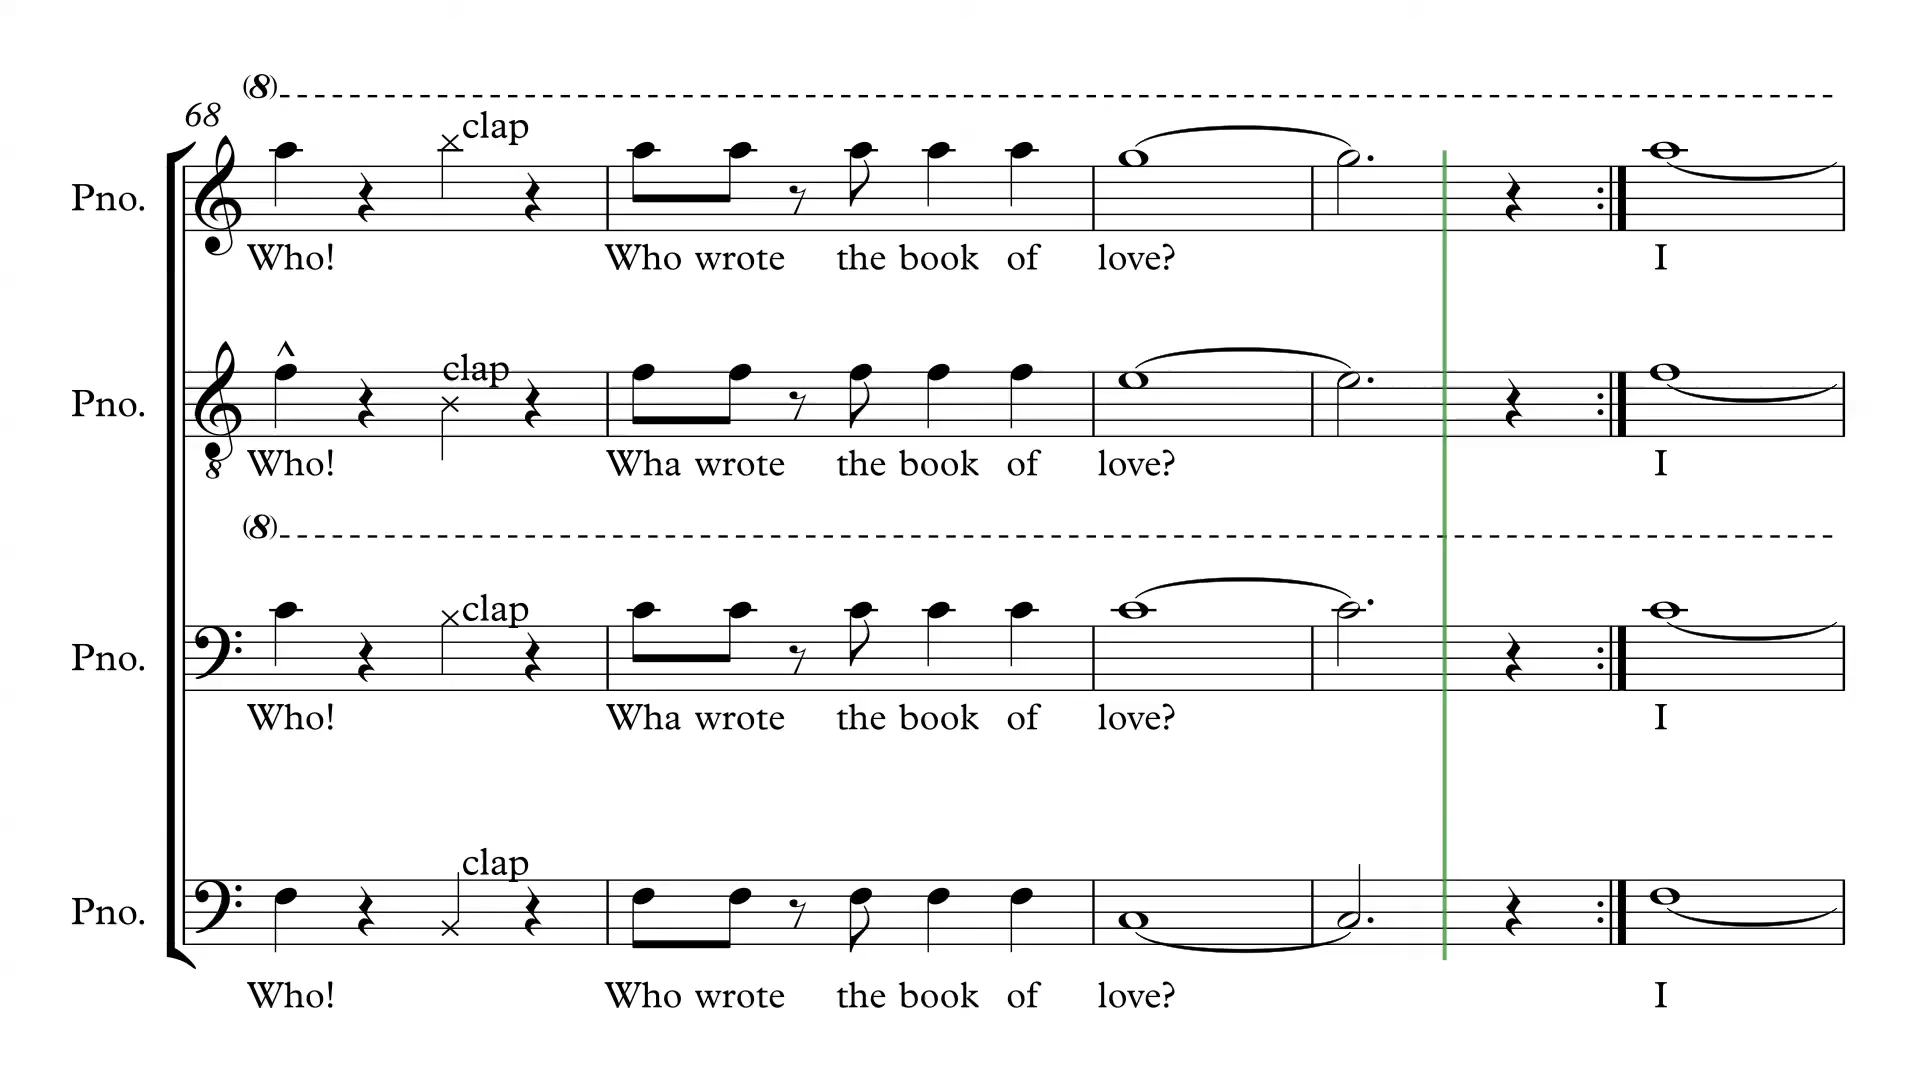 (8)
68
clap
Pno.
Who! Who wrote the book of love? I
clap
Pno.
8
Who! Wha wrote the book of love? I
(8)
clap
Pno.
Who! Wha wrote the book of love? I
clap
Pno.
Who! Who wrote the book of love? I